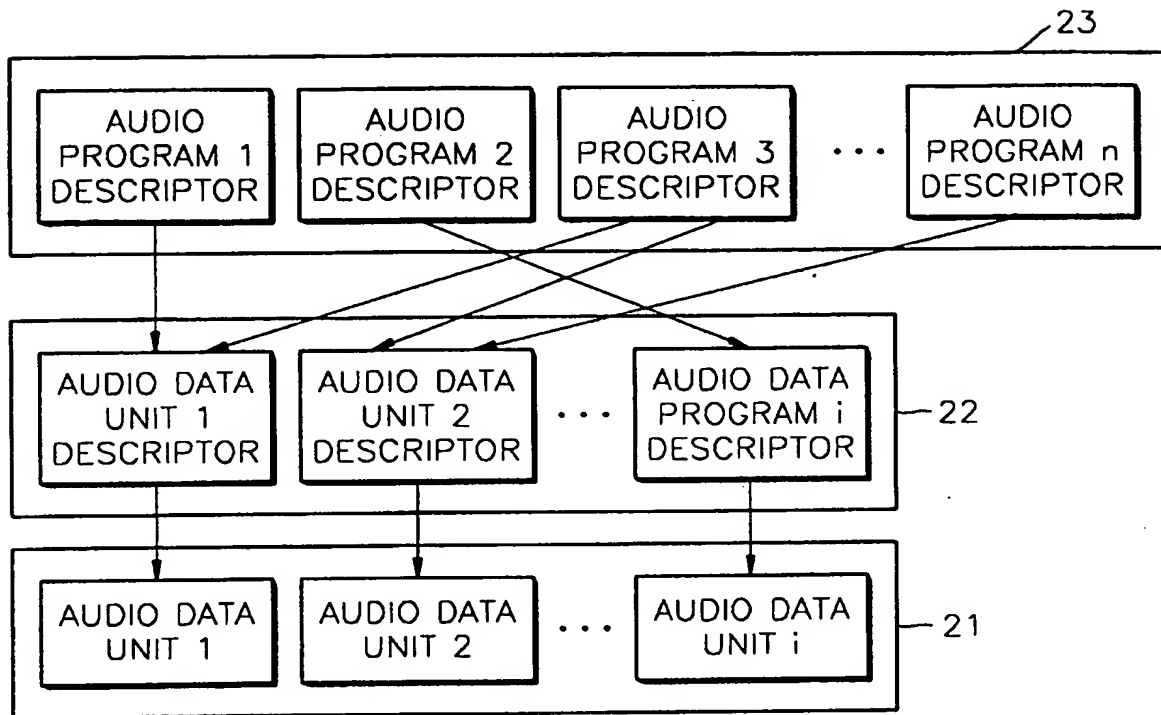 23
AUDIO
PROGRAM 1
DESCRIPTOR
AUDIO
PROGRAM 2
DESCRIPTOR
AUDIO
PROGRAM 3
DESCRIPTOR
...
AUDIO
PROGRAM n
DESCRIPTOR
AUDIO DATA
UNIT 1
DESCRIPTOR
AUDIO DATA
UNIT 2
DESCRIPTOR
...
AUDIO DATA
PROGRAM i
DESCRIPTOR
22
AUDIO DATA
UNIT 1
AUDIO DATA
UNIT 2
...
AUDIO DATA
UNIT i
21